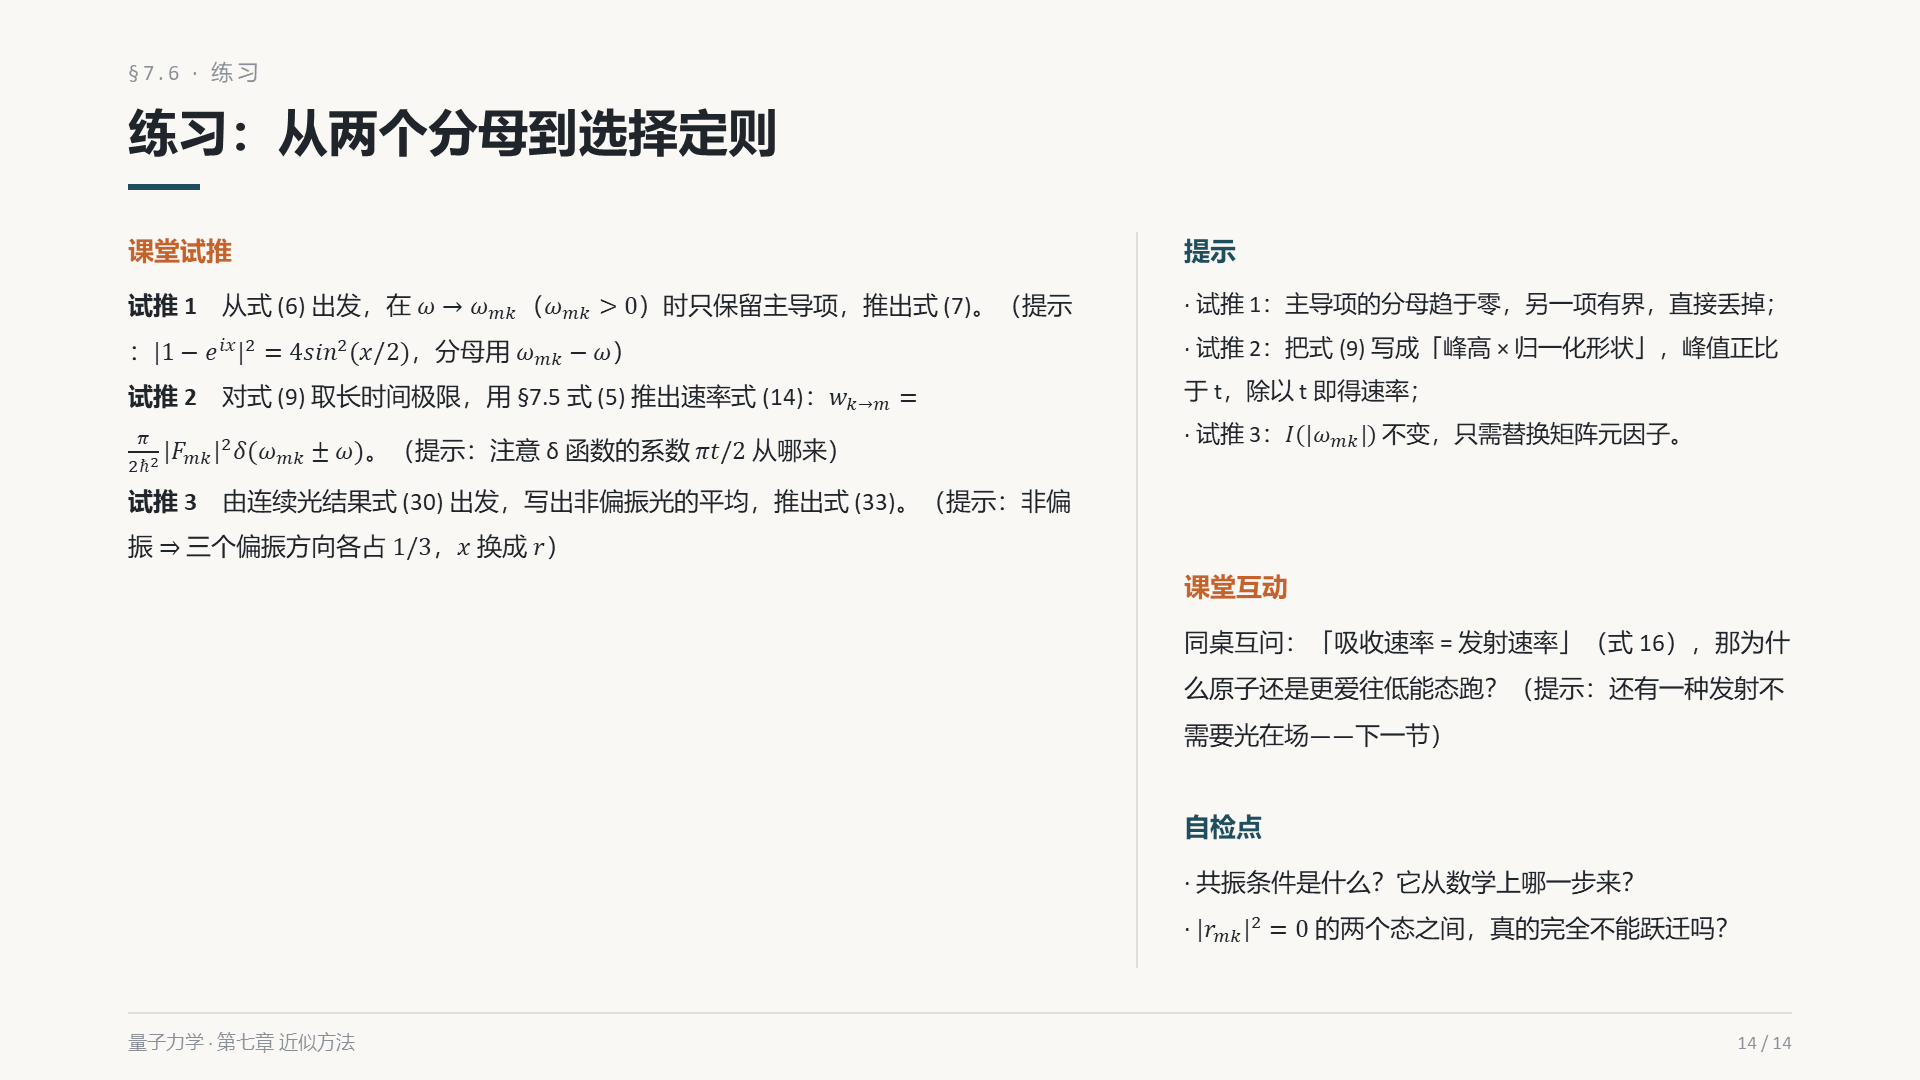 §7.6 · 练习
练习：从两个分母到选择定则
课堂试推
试推 1　从式 (6) 出发，在 ω → ωₘₖ（ωₘₖ > 0）时只保留主导项，推出式 (7)。（提示
：|1 − e^{ix}|² = 4sin²(x/2)，分母用 ωₘₖ − ω）
试推 2　对式 (9) 取长时间极限，用 §7.5 式 (5) 推出速率式 (14)：w_{k→m} =
\frac{π}{2ℏ²}|Fₘₖ|²δ(ωₘₖ ± ω)。（提示：注意 δ 函数的系数 πt/2 从哪来）
试推 3　由连续光结果式 (30) 出发，写出非偏振光的平均，推出式 (33)。（提示：非偏
振 ⇒ 三个偏振方向各占 1/3，x 换成 r）
提示
· 试推 1：主导项的分母趋于零，另一项有界，直接丢掉；
· 试推 2：把式 (9) 写成「峰高 × 归一化形状」，峰值正比
于 t，除以 t 即得速率；
· 试推 3：I(|ωₘₖ|) 不变，只需替换矩阵元因子。
课堂互动
同桌互问：「吸收速率 = 发射速率」（式 16），那为什
么原子还是更爱往低能态跑？（提示：还有一种发射不
需要光在场——下一节）
自检点
· 共振条件是什么？它从数学上哪一步来？
· |rₘₖ|² = 0 的两个态之间，真的完全不能跃迁吗？
量子力学 · 第七章 近似方法
14 / 14